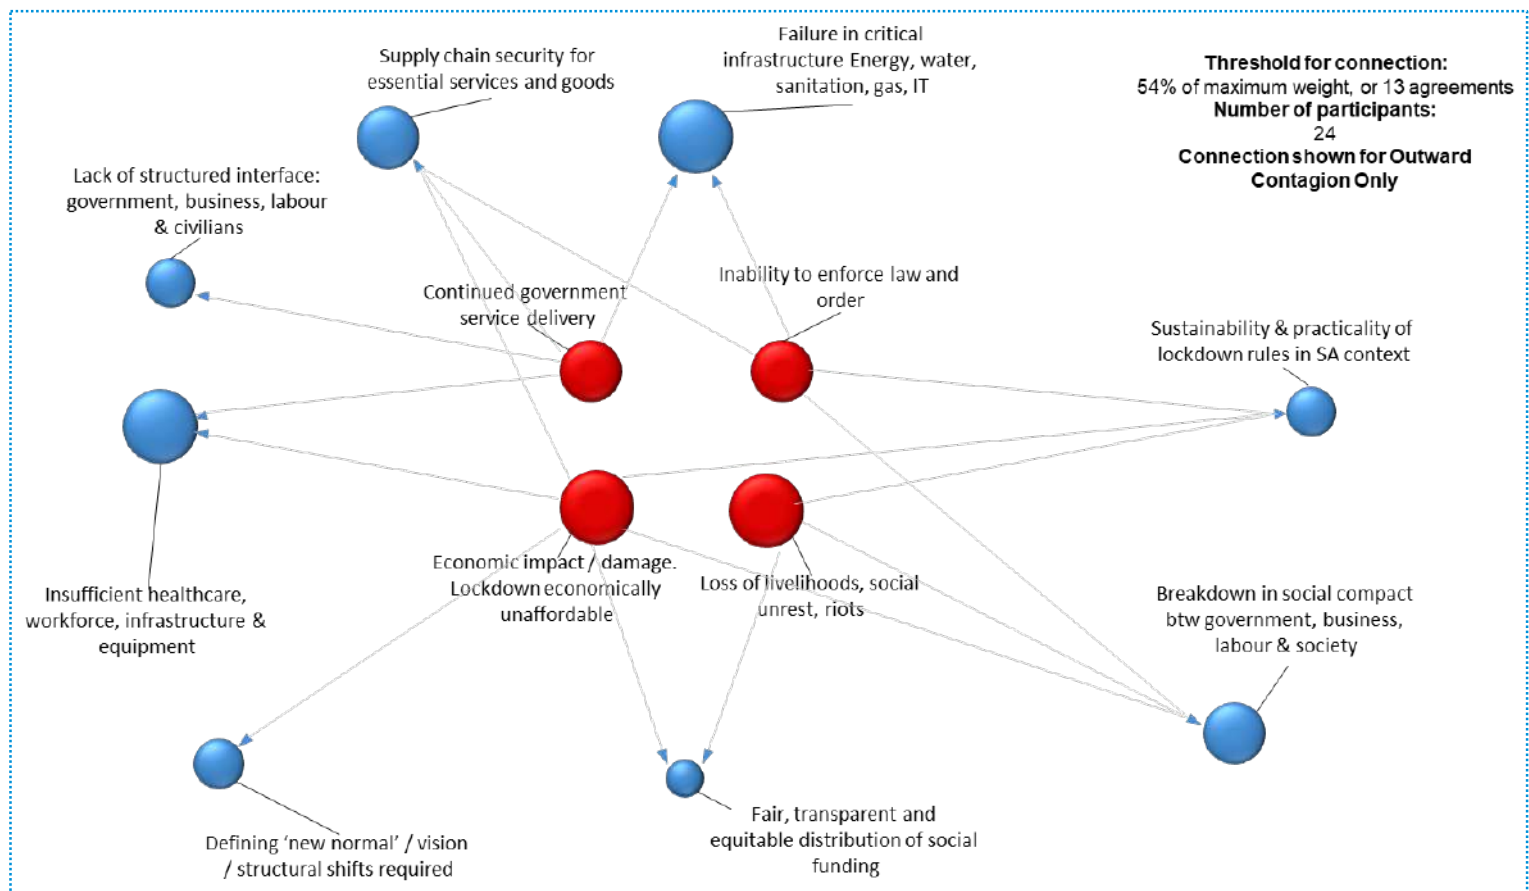 Supply chain security for
essential services and goods
Failure in critical
infrastructure Energy, water,
sanitation, gas, IT
Threshold for connection:
54% of maximum weight, or 13 agreements
Number of participants:
24
Connection shown for Outward
Contagion Only
Lack of structured interface:
government, business, labour
& civilians
Continued government
service delivery
Inability to enforce law and
order
Sustainability & practicality of
lockdown rules in SA context
Economic impact / damage.
Lockdown economically
unaffordable
Loss of livelihoods, social
unrest, riots
Insufficient healthcare,
workforce, infrastructure &
equipment
Breakdown in social compact
btw government, business,
labour & society
Defining ‘new normal’ / vision
/ structural shifts required
Fair, transparent and
equitable distribution of social
funding